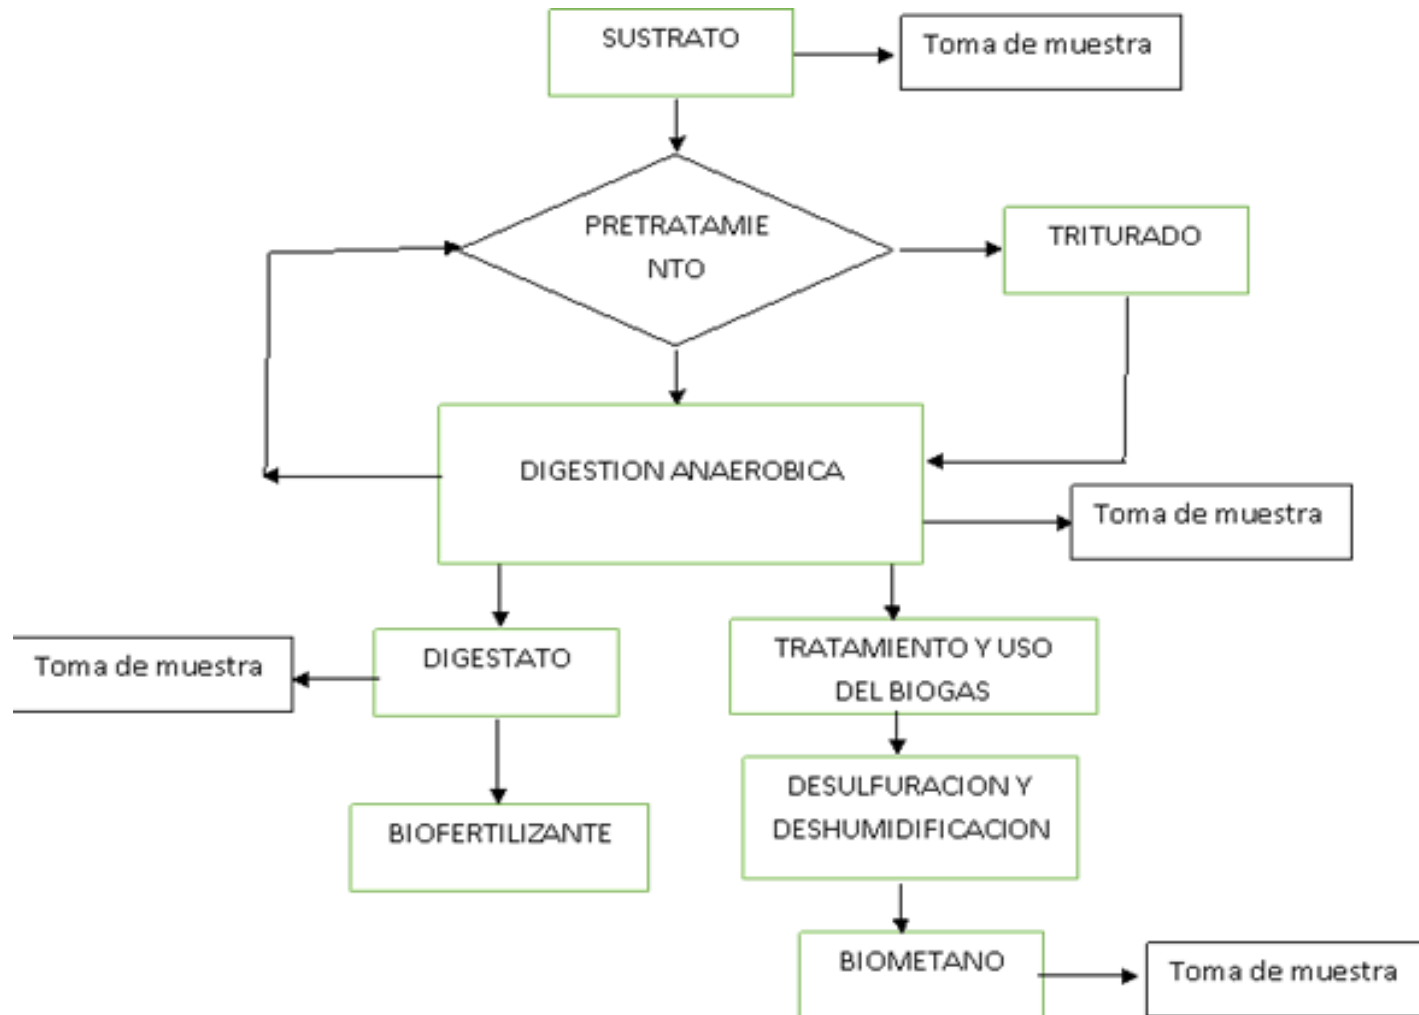 SUSTRATO
Toma de muestra
PRETRATAMIE
NTO
TRITURADO
DIGESTION ANAEROBICA
Toma de muestra
Toma de muestra
DIGESTATO
TRATAMIENTO Y USO
DEL BIOGAS
DESULFURACION Y
DESHUMIDIFICACION
BIOFERTILIZANTE
BIOMETANO
Toma de muestra